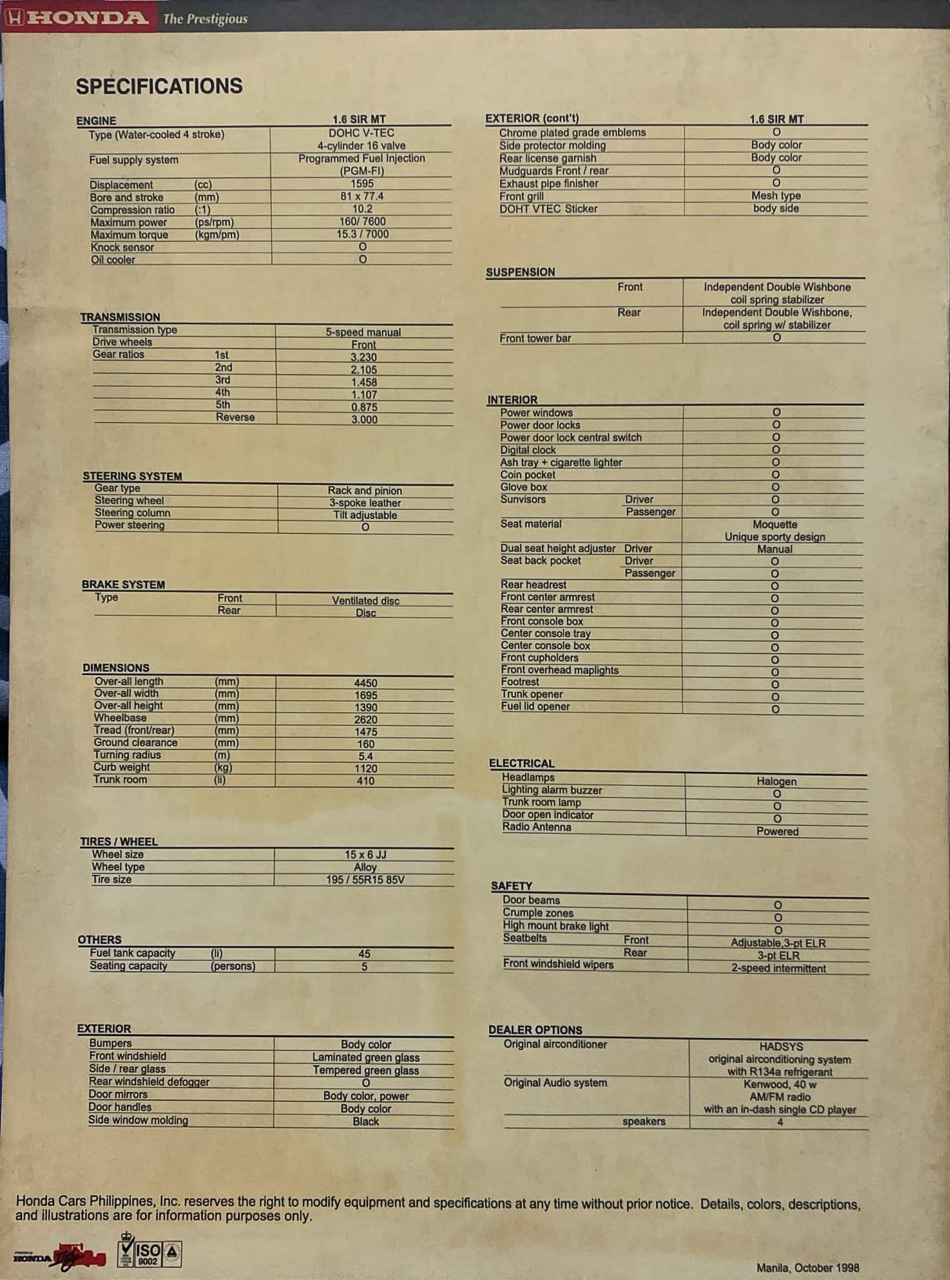 HONDA The Prestigious
SPECIFICATIONS
ENGINE 1.6 SIR MT
Type (Water-cooled 4 stroke) DOHC V-TEC
4-cylinder 16 valve
Fuel supply system Programmed Fuel Injection
(PGM-FI)
Displacement (cc) 1595
Bore and stroke (mm) 81 x 77.4
Compression ratio (:1) 10.2
Maximum power (ps/rpm) 160/ 7600
Maximum torque (kgm/pm) 15.3 / 7000
Knock sensor O
Oil cooler O
TRANSMISSION
Transmission type 5-speed manual
Drive wheels Front
Gear ratios 1st 3.230
2nd 2.105
3rd 1.458
4th 1.107
5th 0.875
Reverse 3.000
STEERING SYSTEM
Gear type Rack and pinion
Steering wheel 3-spoke leather
Steering column Tilt adjustable
Power steering O
BRAKE SYSTEM
Type Front Ventilated disc
Rear Disc
DIMENSIONS
Over-all length (mm) 4450
Over-all width (mm) 1695
Over-all height (mm) 1390
Wheelbase (mm) 2620
Tread (front/rear) (mm) 1475
Ground clearance (mm) 160
Turning radius (m) 5.4
Curb weight (kg) 1120
Trunk room (li) 410
TIRES / WHEEL
Wheel size 15 x 6 JJ
Wheel type Alloy
Tire size 195 / 55R15 85V
OTHERS
Fuel tank capacity (li) 45
Seating capacity (persons) 5
EXTERIOR
Bumpers Body color
Front windshield Laminated green glass
Side / rear glass Tempered green glass
Rear windshield defogger O
Door mirrors Body color, power
Door handles Body color
Side window molding Black
EXTERIOR (cont't) 1.6 SIR MT
Chrome plated grade emblems O
Side protector molding Body color
Rear license garnish Body color
Mudguards Front / rear O
Exhaust pipe finisher O
Front grill Mesh type
DOHT VTEC Sticker body side
SUSPENSION
Front Independent Double Wishbone
coil spring stabilizer
Rear Independent Double Wishbone,
coil spring w/ stabilizer
Front tower bar O
INTERIOR
Power windows O
Power door locks O
Power door lock central switch O
Digital clock O
Ash tray + cigarette lighter O
Coin pocket O
Glove box O
Sunvisors Driver O
Passenger O
Seat material Moquette
Unique sporty design
Dual seat height adjuster Driver Manual
Seat back pocket Driver O
Passenger O
Rear headrest O
Front center armrest O
Rear center armrest O
Front console box O
Center console tray O
Center console box O
Front cupholders O
Front overhead maplights O
Footrest O
Trunk opener O
Fuel lid opener O
ELECTRICAL
Headlamps Halogen
Lighting alarm buzzer O
Trunk room lamp O
Door open indicator O
Radio Antenna Powered
SAFETY
Door beams O
Crumple zones O
High mount brake light O
Seatbelts Front Adjustable,3-pt ELR
Rear 3-pt ELR
Front windshield wipers 2-speed intermittent
DEALER OPTIONS
Original airconditioner HADSYS
original airconditioning system
with R134a refrigerant
Original Audio system Kenwood, 40 w
AM/FM radio
with an in-dash single CD player
speakers 4
Honda Cars Philippines, Inc. reserves the right to modify equipment and specifications at any time without prior notice. Details, colors, descriptions,
and illustrations are for information purposes only.
HONDA
ISO
9002
Manila, October 1998